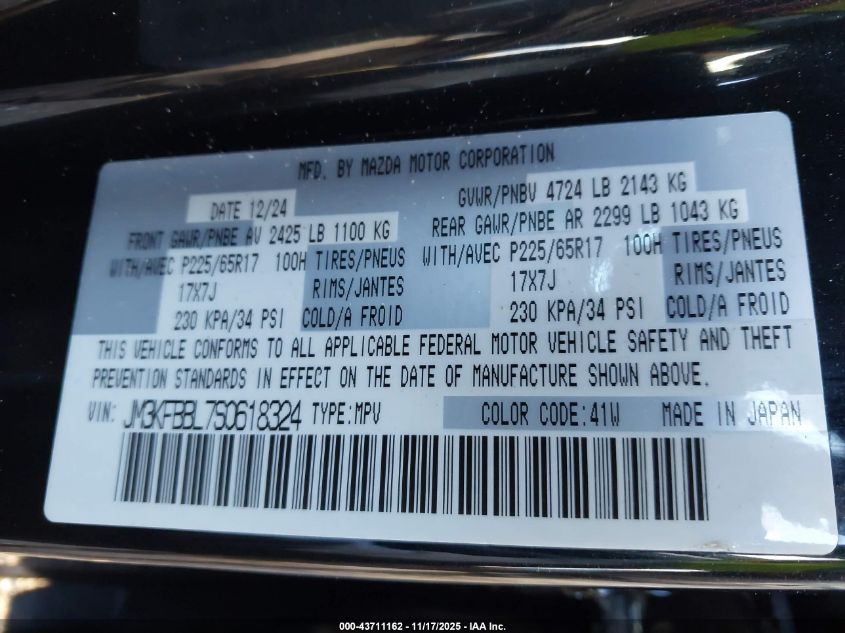 MFD. BY MAZDA MOTOR CORPORATION
DATE 12/24 GVWR/PNBV 4724 LB 2143 KG
FRONT GAWR/PNBE AV 2425 LB 1100 KG REAR GAWR/PNBE AR 2299 LB 1043 KG
WITH/AVEC P225/65R17 100H TIRES/PNEUS WITH/AVEC P225/65R17 100H TIRES/PNEUS
17X7J RIMS/JANTES 17X7J RIMS/JANTES
230 KPA/34 PSI COLD/A FROID 230 KPA/34 PSI COLD/A FROID
THIS VEHICLE CONFORMS TO ALL APPLICABLE FEDERAL MOTOR VEHICLE SAFETY AND THEFT
PREVENTION STANDARDS IN EFFECT ON THE DATE OF MANUFACTURE SHOWN ABOVE.
VIN: JM3KFBBL7S0618324 TYPE:MPV COLOR CODE:41W MADE IN JAPAN
000-43711162 - 11/17/2025 - IAA Inc.